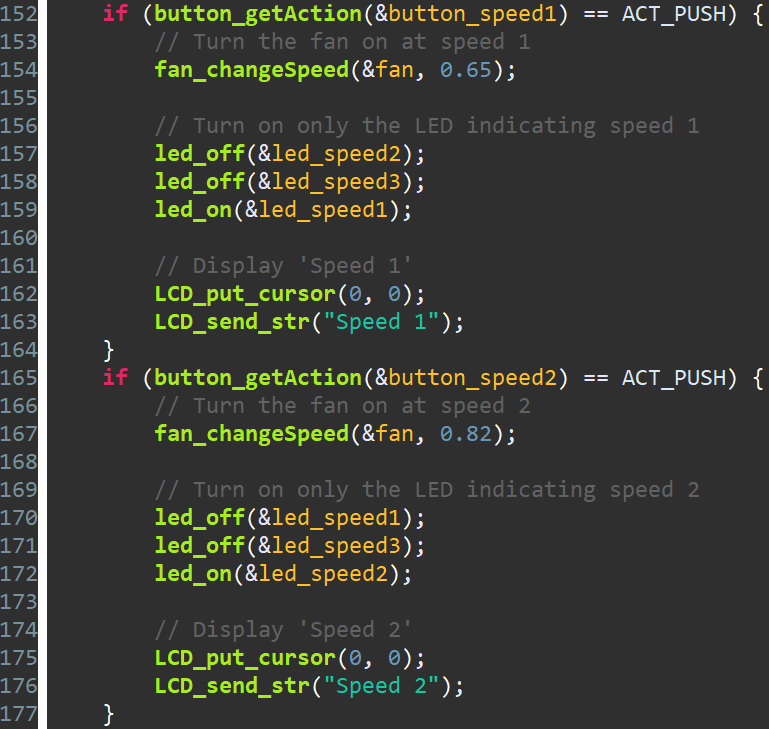 152 if (button_getAction(&button_speed1) == ACT_PUSH) {
153 // Turn the fan on at speed 1
154 fan_changeSpeed(&fan, 0.65);
155
156 // Turn on only the LED indicating speed 1
157 led_off(&led_speed2);
158 led_off(&led_speed3);
159 led_on(&led_speed1);
160
161 // Display 'Speed 1'
162 LCD_put_cursor(0, 0);
163 LCD_send_str("Speed 1");
164 }
165 if (button_getAction(&button_speed2) == ACT_PUSH) {
166 // Turn the fan on at speed 2
167 fan_changeSpeed(&fan, 0.82);
168
169 // Turn on only the LED indicating speed 2
170 led_off(&led_speed1);
171 led_off(&led_speed3);
172 led_on(&led_speed2);
173
174 // Display 'Speed 2'
175 LCD_put_cursor(0, 0);
176 LCD_send_str("Speed 2");
177 }